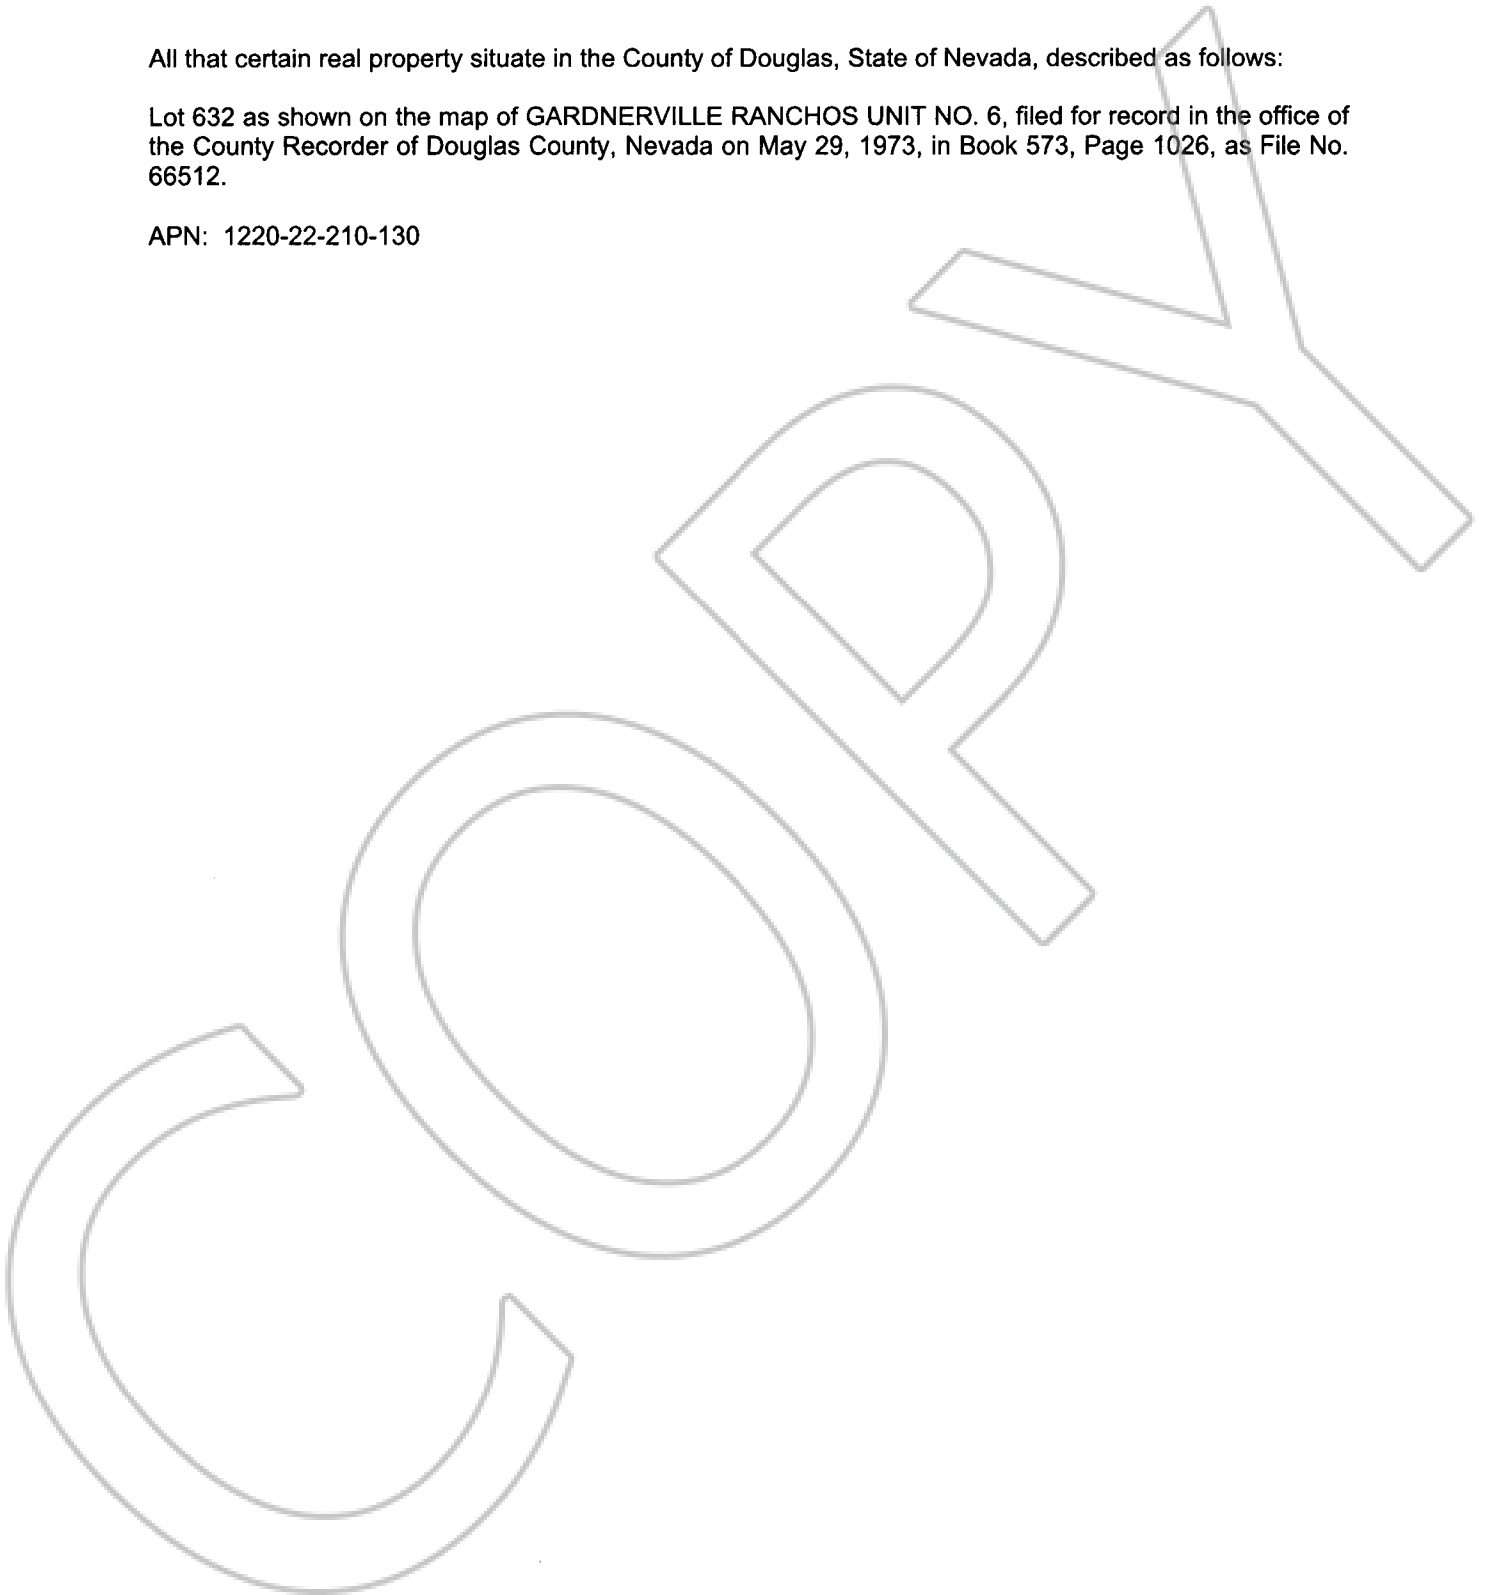 All that certain real property situate in the County of Douglas, State of Nevada, described as follows:
Lot 632 as shown on the map of GARDNERVILLE RANCHOS UNIT NO. 6, filed for record in the office of
the County Recorder of Douglas County, Nevada on May 29, 1973, in Book 573, Page 1026, as File No.
66512.
APN: 1220-22-210-130
COPY